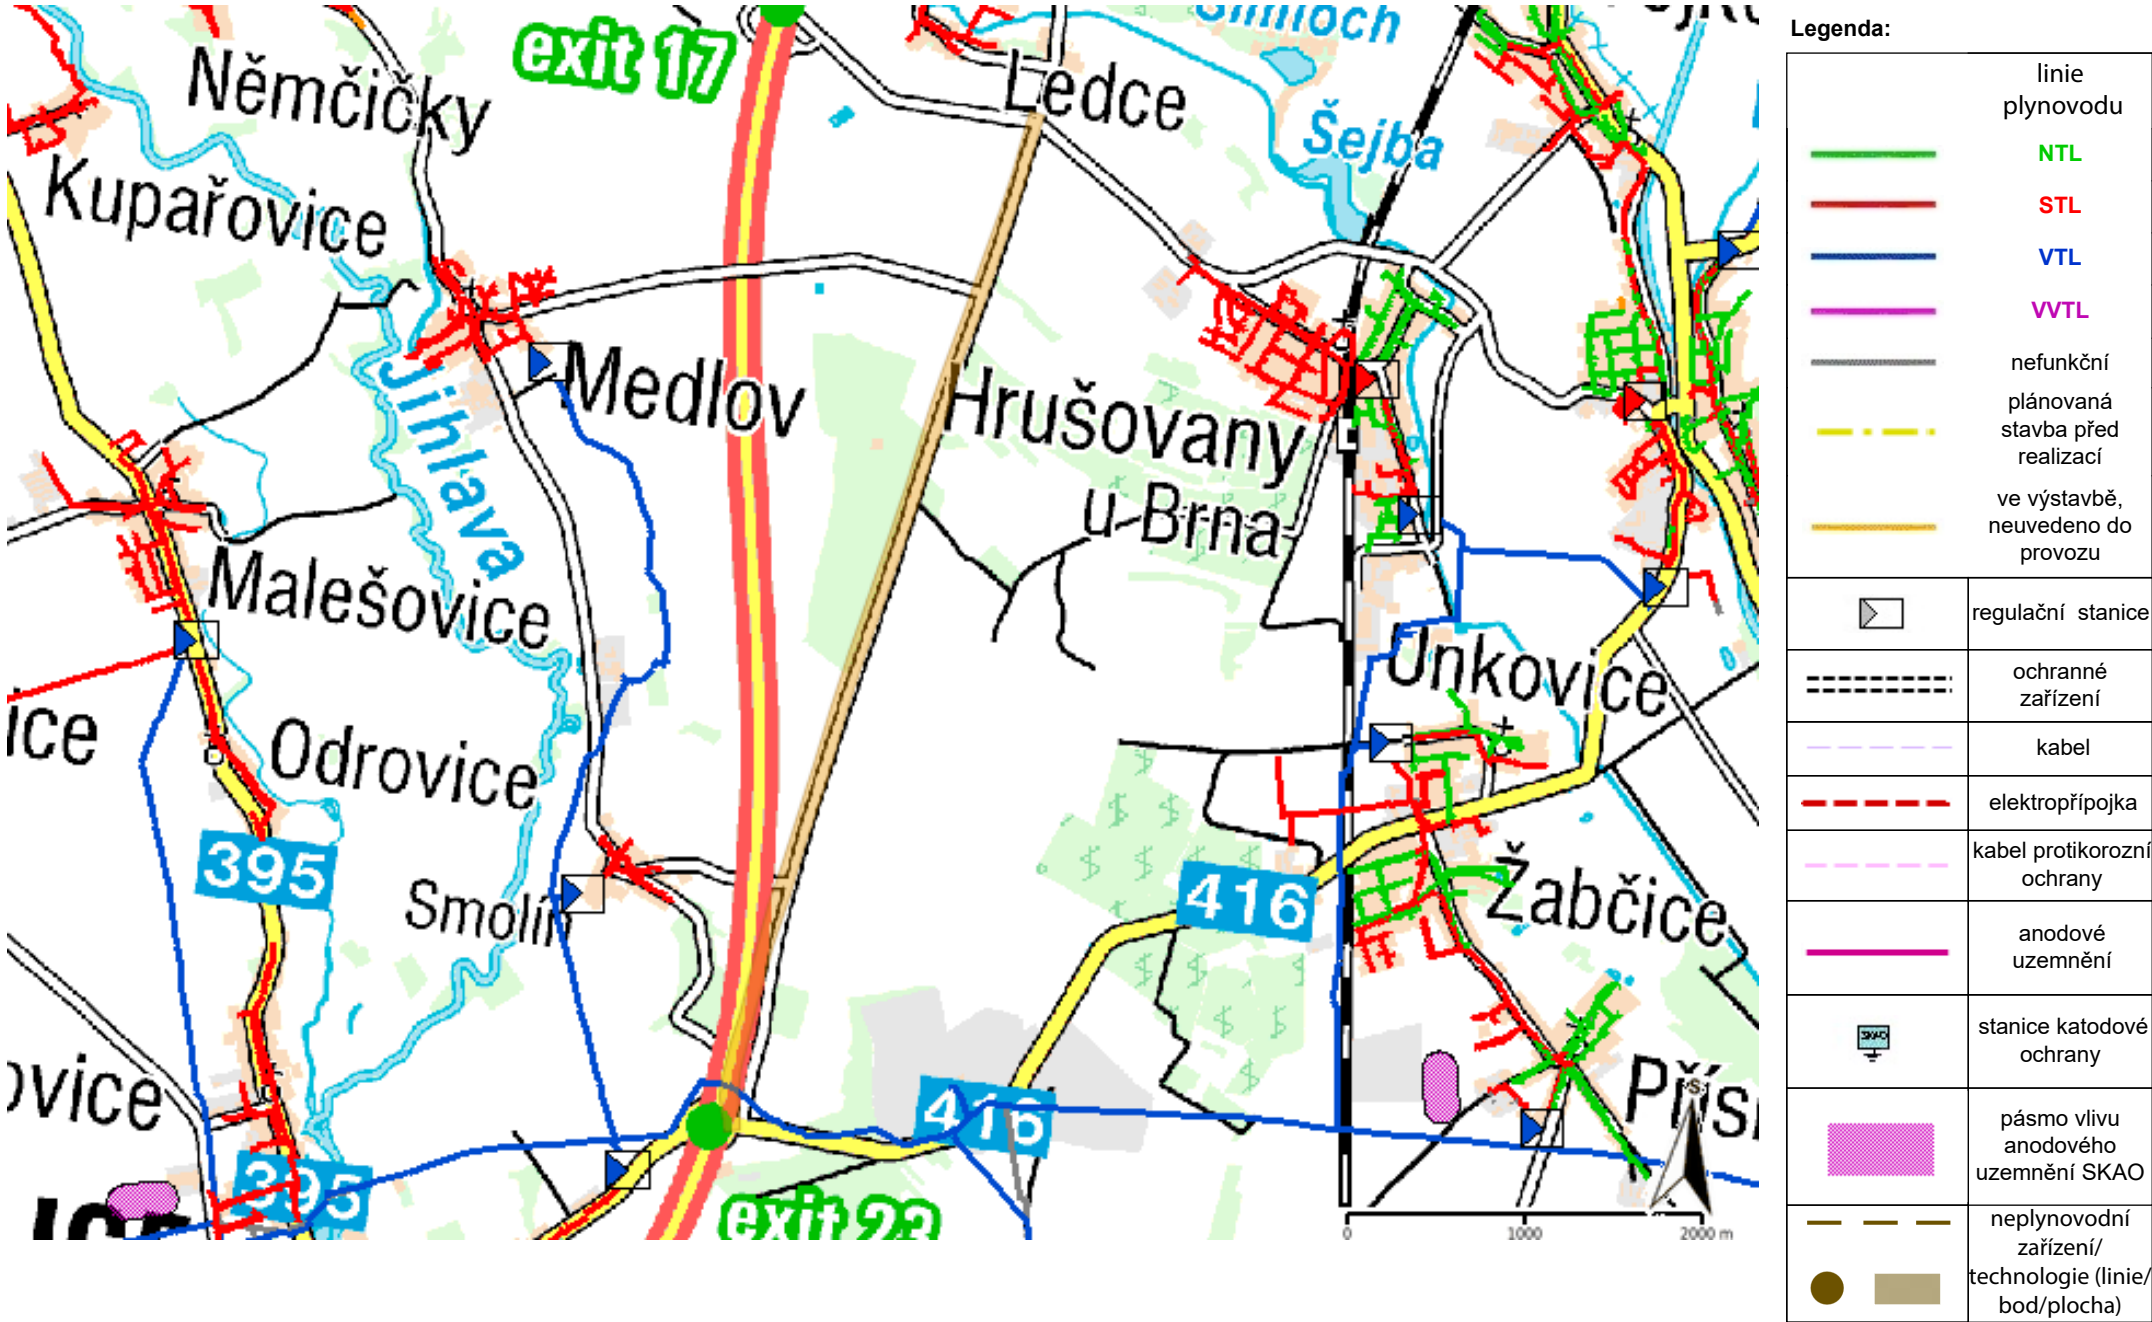 exit 17
Němčičky
Ledce
Šejba
Kupařovice
Medlov
Jihlava
Hrušovany
u Brna
Malešovice
Unkovice
ice
Odrovice
395
Smolín
416
Žabčice
ovice
416
395
exit 23
S
0 1000 2000 m
Legenda:
linie
plynovodu
NTL
STL
VTL
VVTL
nefunkční
plánovaná
stavba před
realizací
ve výstavbě,
neuvedeno do
provozu
regulační stanice
ochranné
zařízení
kabel
elektropřípojka
kabel protikorozní
ochrany
anodové
uzemnění
SKAO
stanice katodové
ochrany
pásmo vlivu
anodového
uzemnění SKAO
neplynovodní
zařízení/
technologie (linie/
bod/plocha)